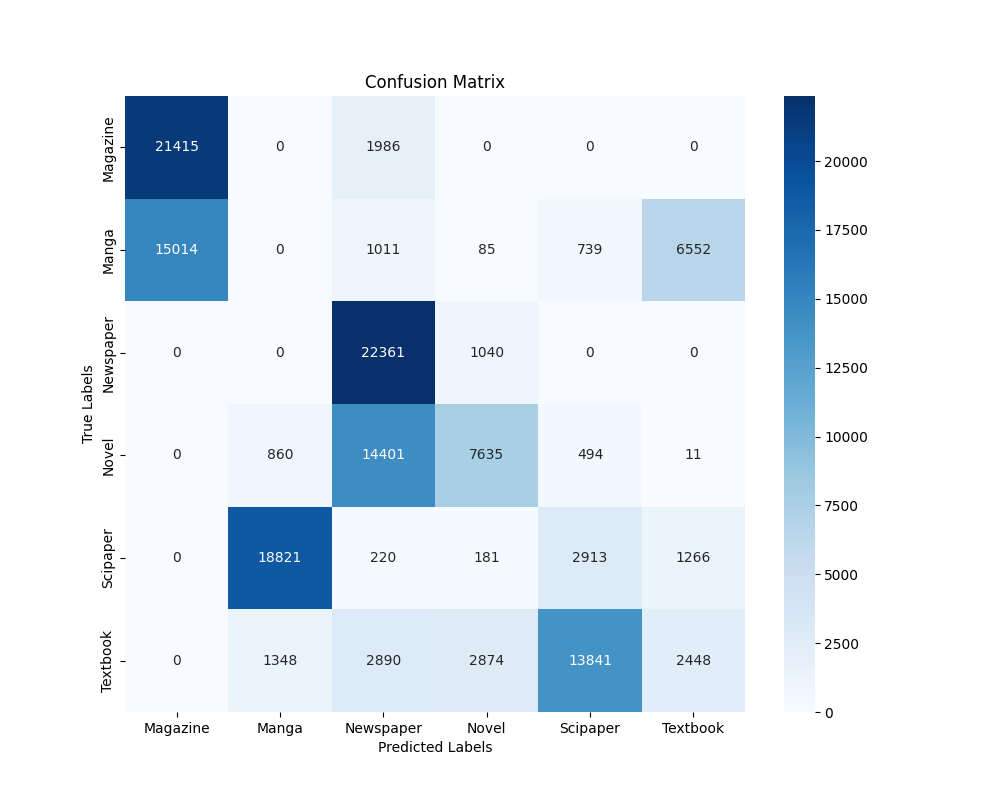 Confusion Matrix
Magazine 21415 0 1986 0 0 0
Manga 15014 0 1011 85 739 6552
Newspaper 0 0 22361 1040 0 0
Novel 0 860 14401 7635 494 11
Scipaper 0 18821 220 181 2913 1266
Textbook 0 1348 2890 2874 13841 2448
Magazine Manga Newspaper Novel Scipaper Textbook
Predicted Labels
True Labels
20000
17500
15000
12500
10000
7500
5000
2500
0